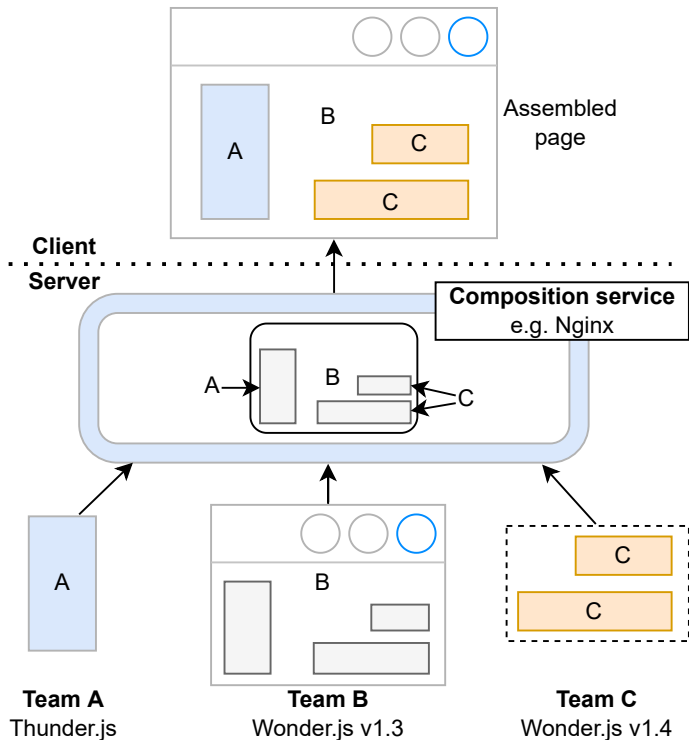 B
A
C
C
Assembled
page
Client
Server
Composition service
e.g. Nginx
A
B
C
A
B
C
C
Team A
Thunder.js
Team B
Wonder.js v1.3
Team C
Wonder.js v1.4